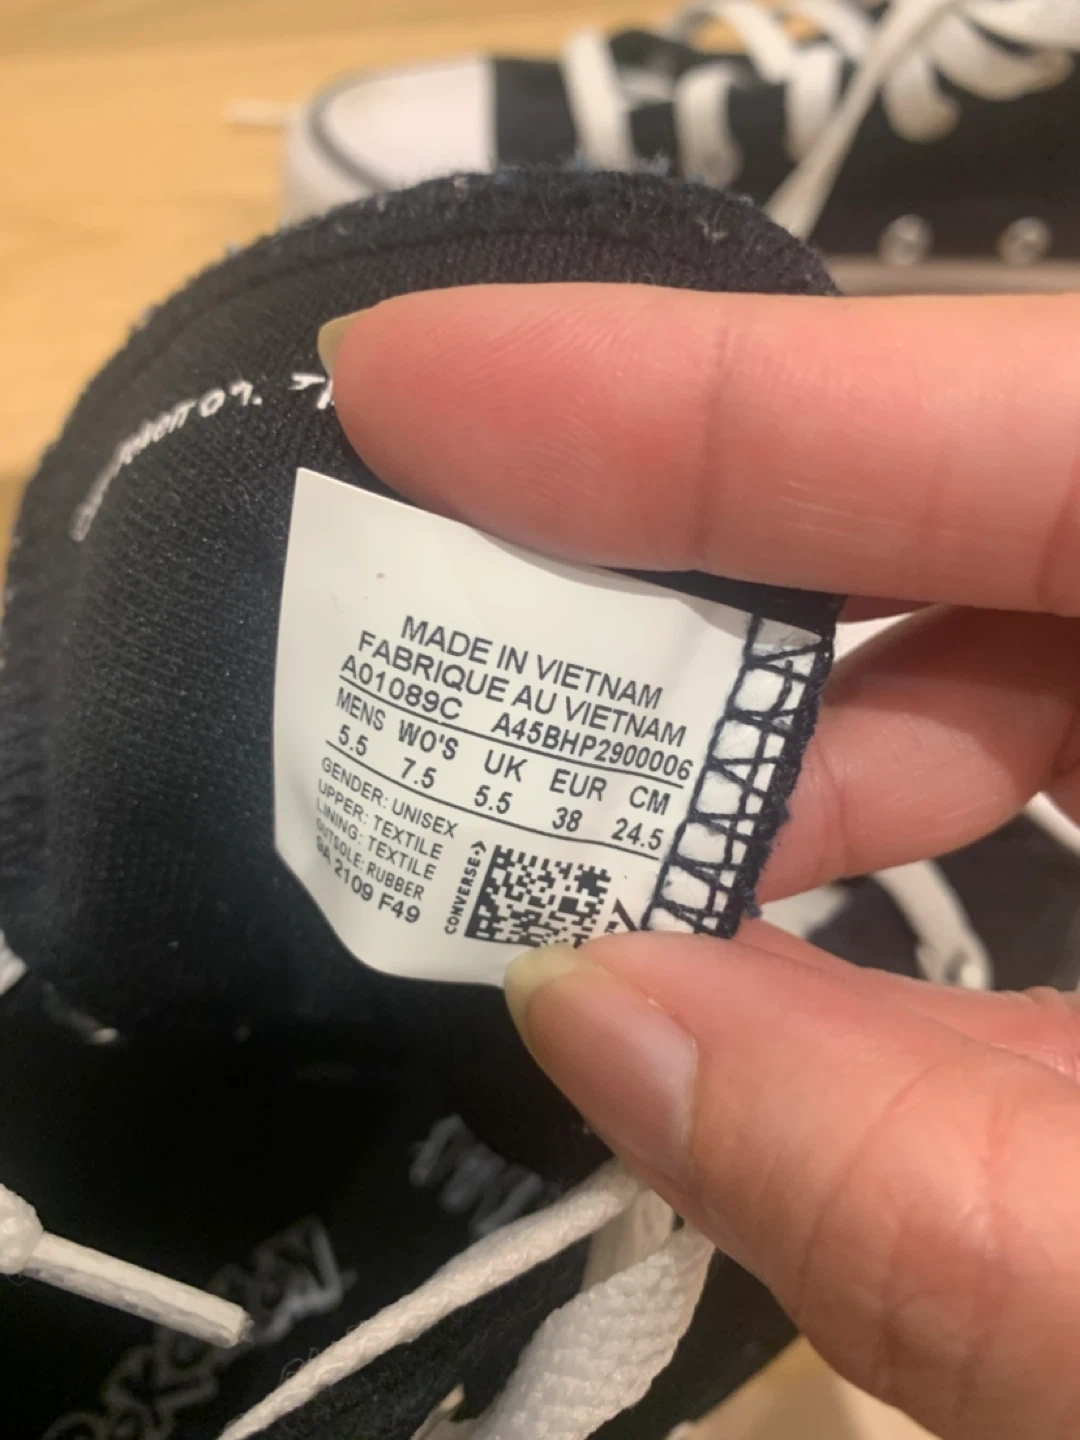 MADE IN VIETNAM
FABRIQUE AU VIETNAM
A01089C A45BHP2900006
MENS WO'S UK EUR CM
5.5 7.5 5.5 38 24.5
GENDER: UNISEX
UPPER: TEXTILE
LINING: TEXTILE
OUTSOLE: RUBBER
9A 2109 F49
CONVERSE